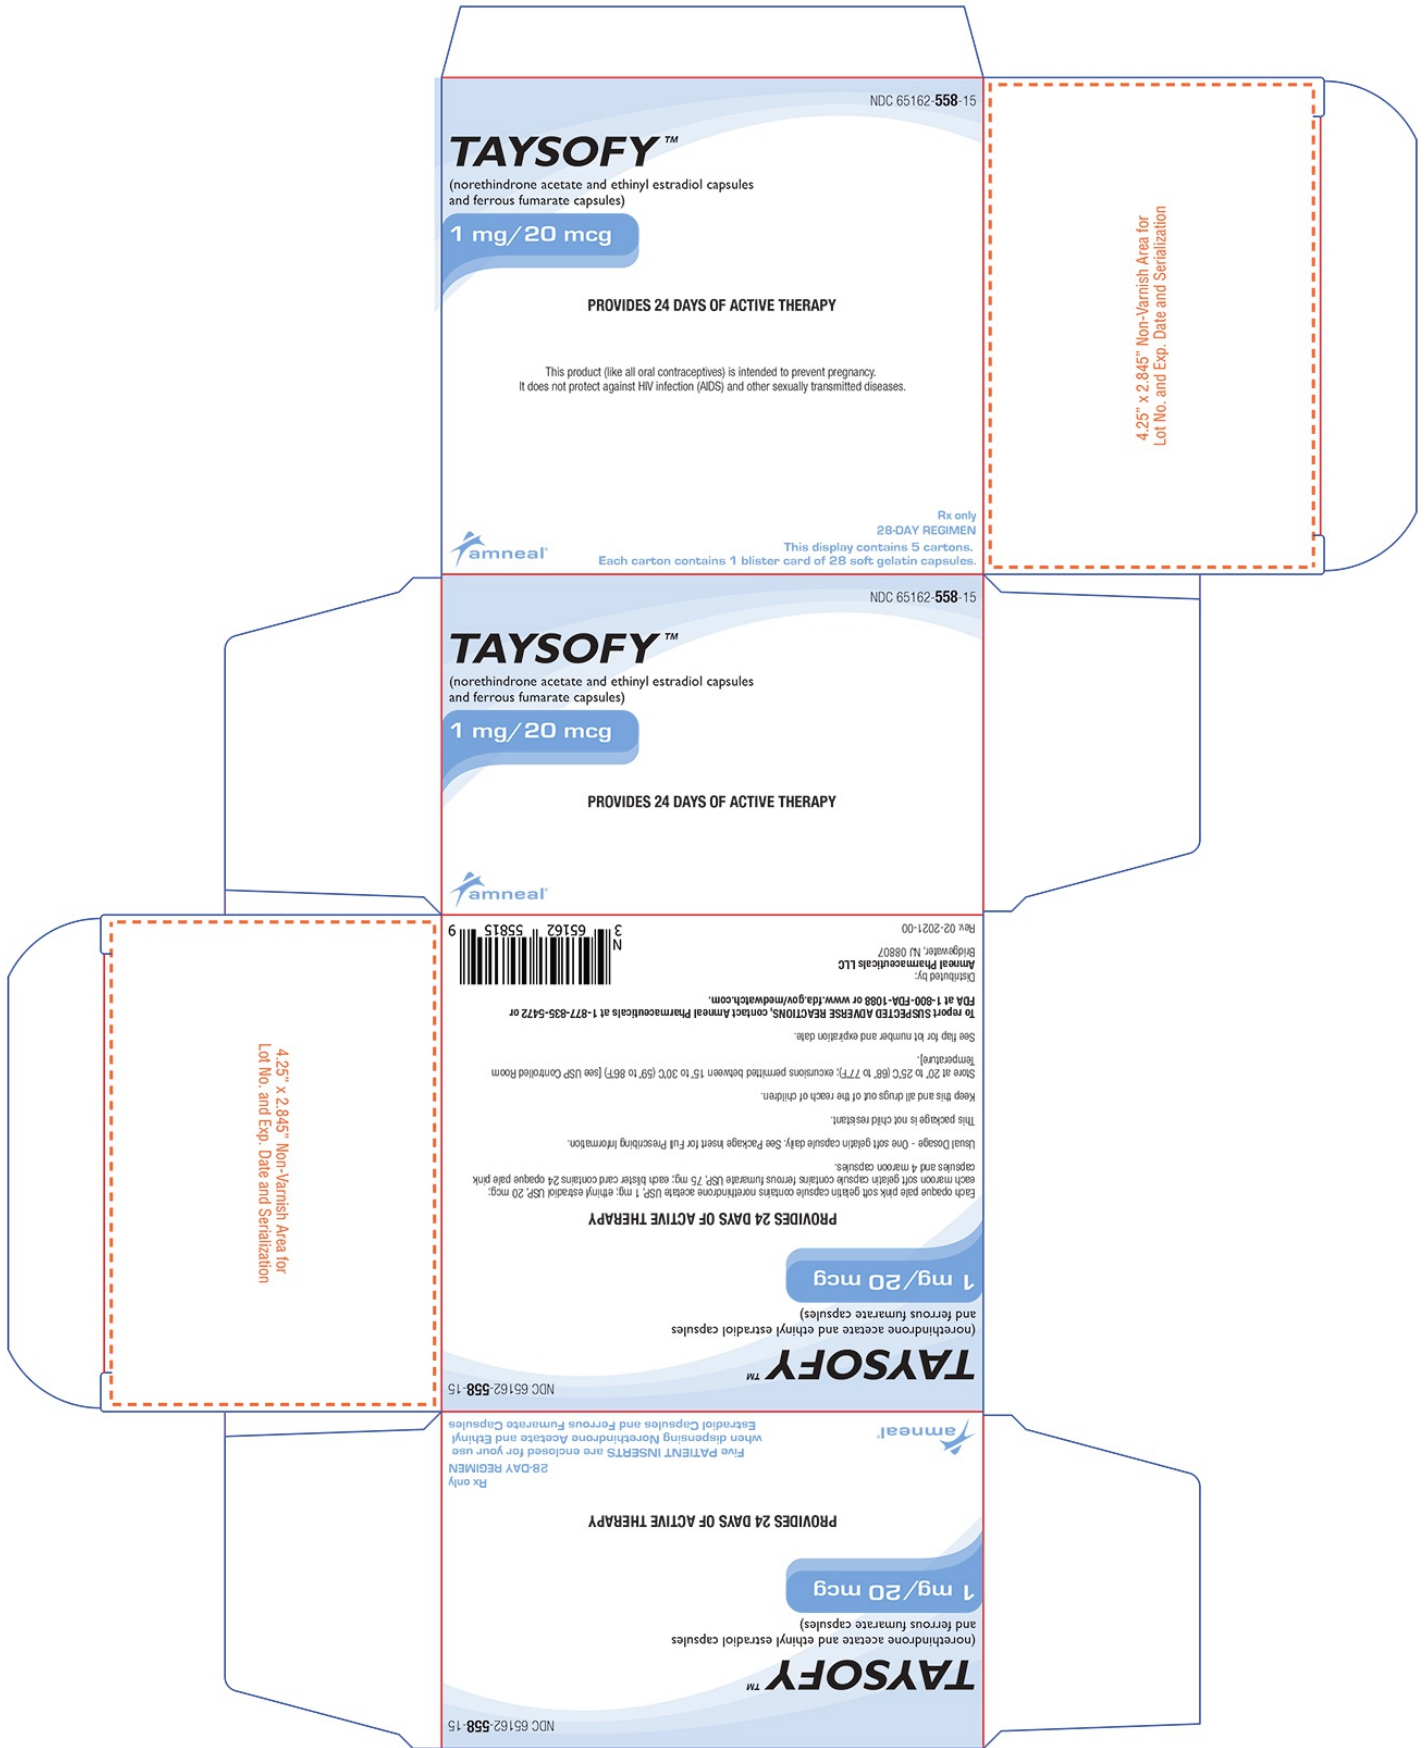 NDC 65162-558-15
TAYSOFY™
(norethindrone acetate and ethinyl estradiol capsules
and ferrous fumarate capsules)
1 mg/20 mcg
PROVIDES 24 DAYS OF ACTIVE THERAPY
This product (like all oral contraceptives) is intended to prevent pregnancy.
It does not protect against HIV infection (AIDS) and other sexually transmitted diseases.
Rx only
28-DAY REGIMEN
This display contains 5 cartons.
Each carton contains 1 blister card of 28 soft gelatin capsules.
amneal®
4.25" x 2.845" Non-Varnish Area for
Lot No. and Exp. Date and Serialization
NDC 65162-558-15
TAYSOFY™
(norethindrone acetate and ethinyl estradiol capsules
and ferrous fumarate capsules)
1 mg/20 mcg
PROVIDES 24 DAYS OF ACTIVE THERAPY
amneal®
4.25" x 2.845" Non-Varnish Area for
Lot No. and Exp. Date and Serialization
NDC 65162-558-15
TAYSOFY™
(norethindrone acetate and ethinyl estradiol capsules
and ferrous fumarate capsules)
1 mg/20 mcg
PROVIDES 24 DAYS OF ACTIVE THERAPY
Each opaque pale pink soft gelatin capsule contains norethindrone acetate USP, 1 mg; ethinyl estradiol USP, 20 mcg;
each maroon soft gelatin capsule contains ferrous fumarate USP, 75 mg; each blister card contains 24 opaque pale pink
capsules and 4 maroon capsules.
Usual Dosage - One soft gelatin capsule daily. See Package Insert for Full Prescribing Information.
This package is not child resistant.
Keep this and all drugs out of the reach of children.
Store at 20° to 25°C (68° to 77°F); excursions permitted between 15° to 30°C (59° to 86°F) [see USP Controlled Room
Temperature].
See flap for lot number and expiration date.
To report SUSPECTED ADVERSE REACTIONS, contact Amneal Pharmaceuticals at 1-877-835-5472 or
FDA at 1-800-FDA-1088 or www.fda.gov/medwatch.com.
Distributed by:
Amneal Pharmaceuticals LLC
Bridgewater, NJ 08807
Rev. 02-2021-00
N
3 65162 55815 9
NDC 65162-558-15
TAYSOFY™
(norethindrone acetate and ethinyl estradiol capsules
and ferrous fumarate capsules)
1 mg/20 mcg
PROVIDES 24 DAYS OF ACTIVE THERAPY
Rx only
28-DAY REGIMEN
Five PATIENT INSERTS are enclosed for your use
when dispensing Norethindrone Acetate and Ethinyl
Estradiol Capsules and Ferrous Fumarate Capsules
amneal®